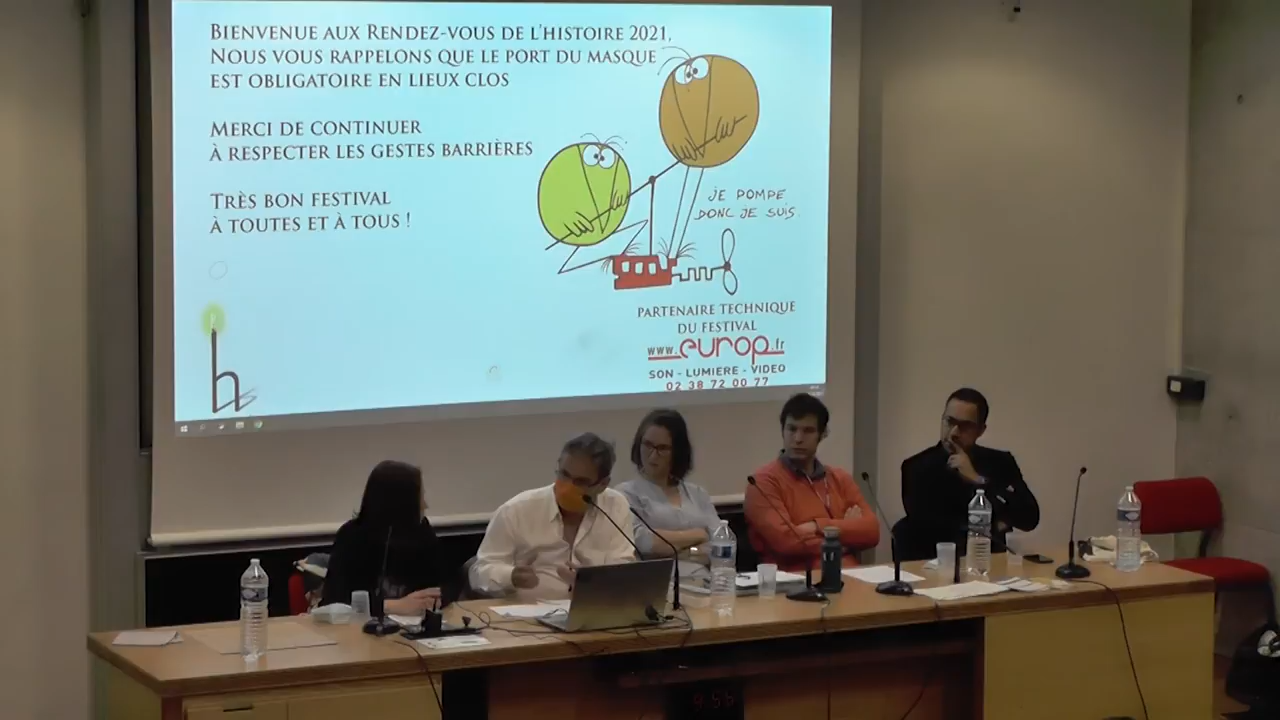 BIENVENUE AUX RENDEZ-VOUS DE L'HISTOIRE 2021,
NOUS VOUS RAPPELONS QUE LE PORT DU MASQUE
EST OBLIGATOIRE EN LIEUX CLOS
MERCI DE CONTINUER
À RESPECTER LES GESTES BARRIÈRES
TRÈS BON FESTIVAL
À TOUTES ET À TOUS !
JE POMPE
DONC JE SUIS
PARTENAIRE TECHNIQUE
DU FESTIVAL
www.europ.fr
SON - LUMIERE - VIDEO
02 38 72 00 77
h